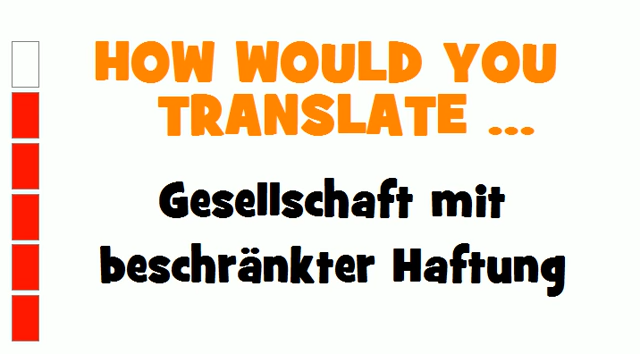 HOW WOULD YOU
TRANSLATE ...
Gesellschaft mit
beschränkter Haftung